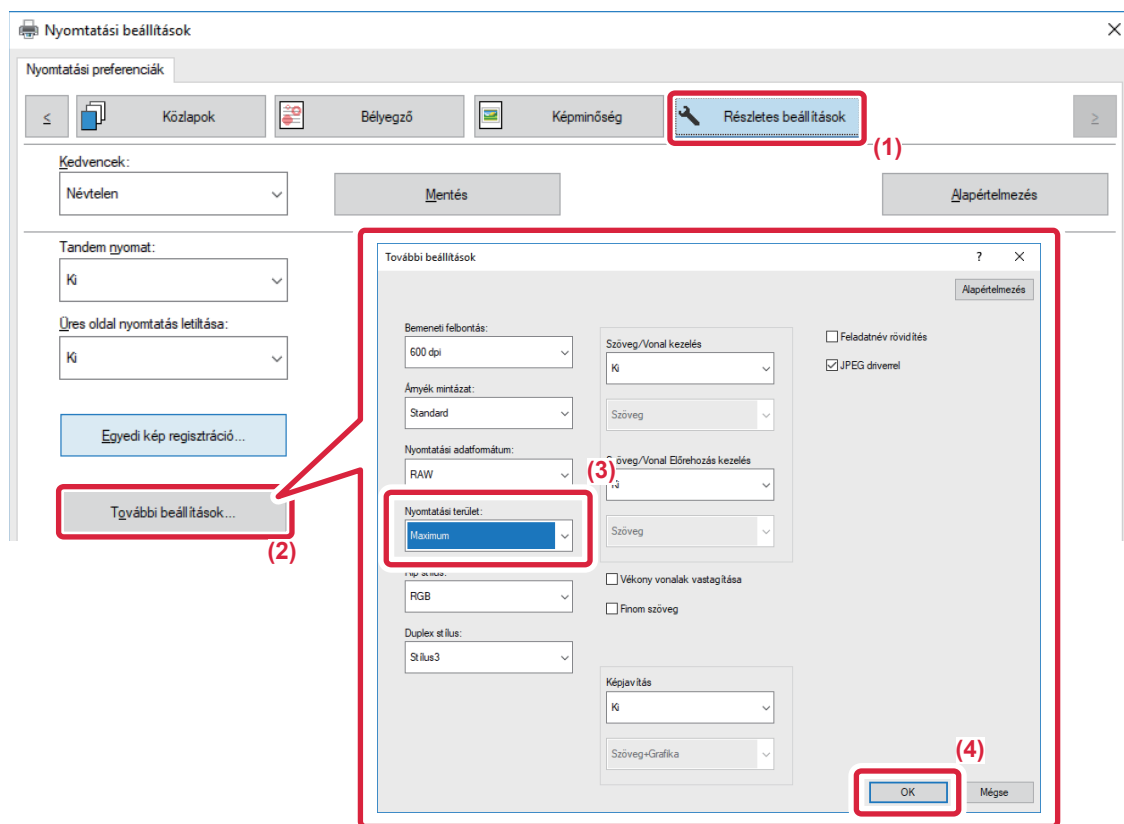 Nyomtatási beállítások
Nyomtatási preferenciák
<
Közlapok
Bélyegző
Képminőség
Részletes beállítások
>
(1)
Kedvencek:
Névtelen
Mentés
Alapértelmezés
Tandem nyomat:
Ki
Üres oldal nyomtatás letiltása:
Ki
Egyedi kép regisztráció...
További beállítások...
(2)
További beállítások
?
Alapértelmezés
Bemeneti felbontás:
600 dpi
Árnyék mintázat:
Standard
Nyomtatási adatformátum:
RAW
(3)
Nyomtatási terület:
Maximum
Rip stílus:
RGB
Duplex stílus:
Stílus3
Szöveg/Vonal kezelés
Ki
Szöveg
Szöveg/Vonal Előrehozás kezelés
Ki
Szöveg
Vékony vonalak vastagítása
Finom szöveg
Képjavítás
Ki
Szöveg+Grafika
Feladatnév rövidítés
JPEG driverrel
(4)
OK
Mégse